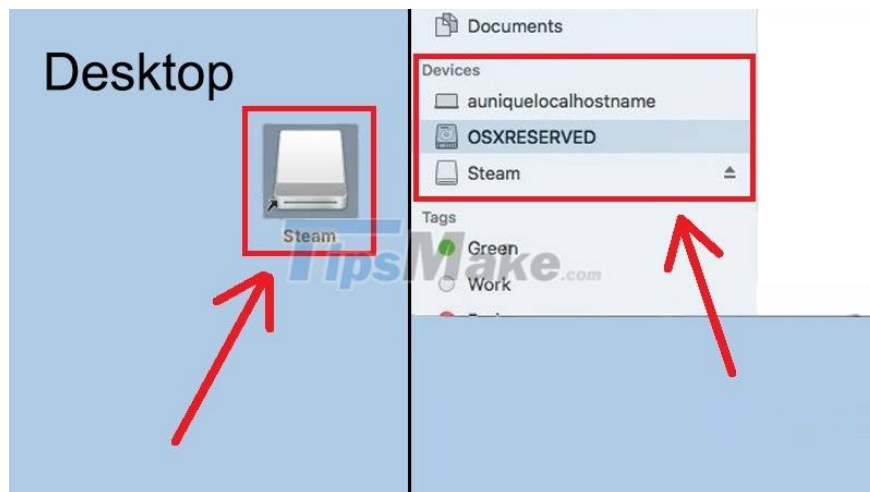 Desktop
Steam
Documents
Devices
auniquelocalhostname
OSXRESERVED
Steam
Tags
Green
Work
TipsMake.com